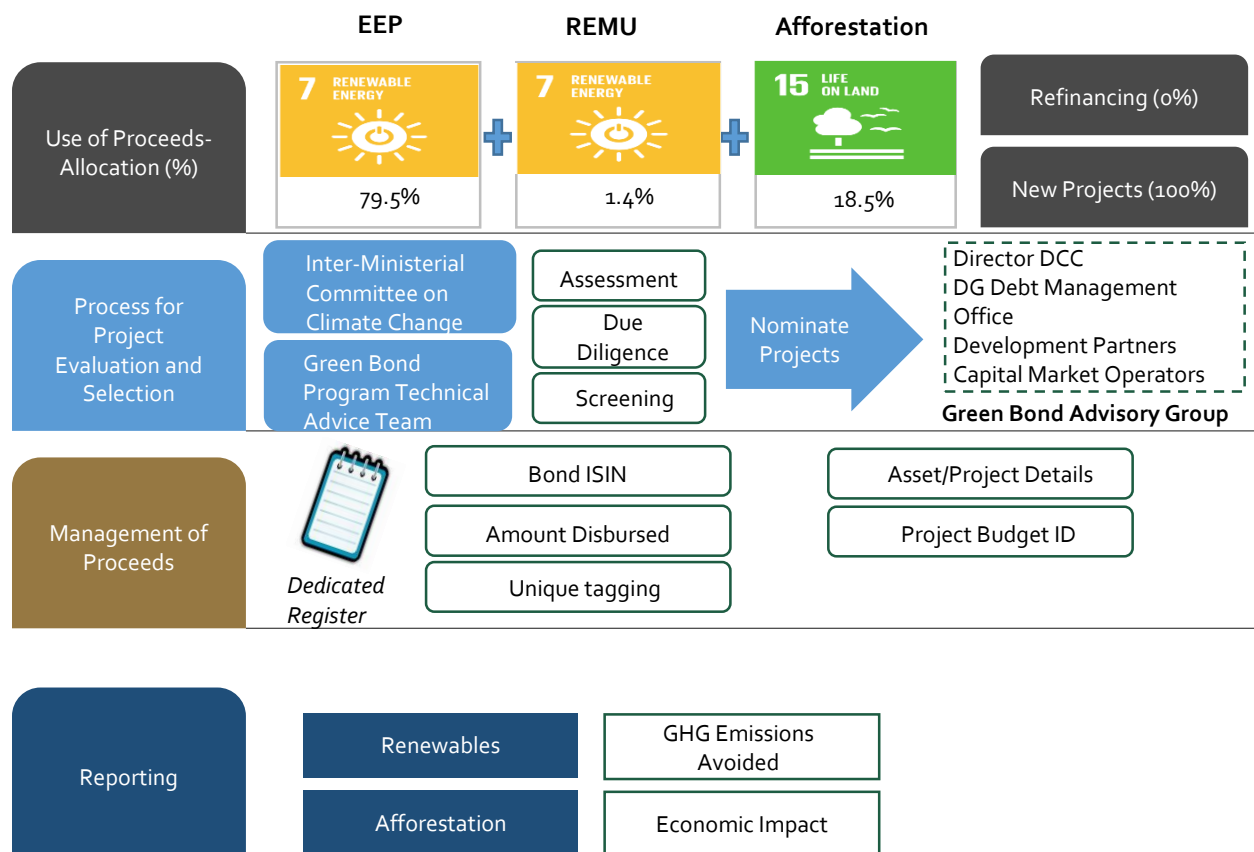 EEP
REMU
Afforestation
Use of Proceeds-
Allocation (%)
7 RENEWABLE
ENERGY
79.5%
7 RENEWABLE
ENERGY
1.4%
15 LIFE
ON LAND
18.5%
Refinancing (0%)
New Projects (100%)
Process for
Project
Evaluation and
Selection
Inter-Ministerial
Committee on
Climate Change
Green Bond
Program Technical
Advice Team
Assessment
Due
Diligence
Screening
Nominate
Projects
Director DCC
DG Debt Management
Office
Development Partners
Capital Market Operators
Green Bond Advisory Group
Management of
Proceeds
Dedicated
Register
Bond ISIN
Amount Disbursed
Unique tagging
Asset/Project Details
Project Budget ID
Reporting
Renewables
GHG Emissions
Avoided
Afforestation
Economic Impact